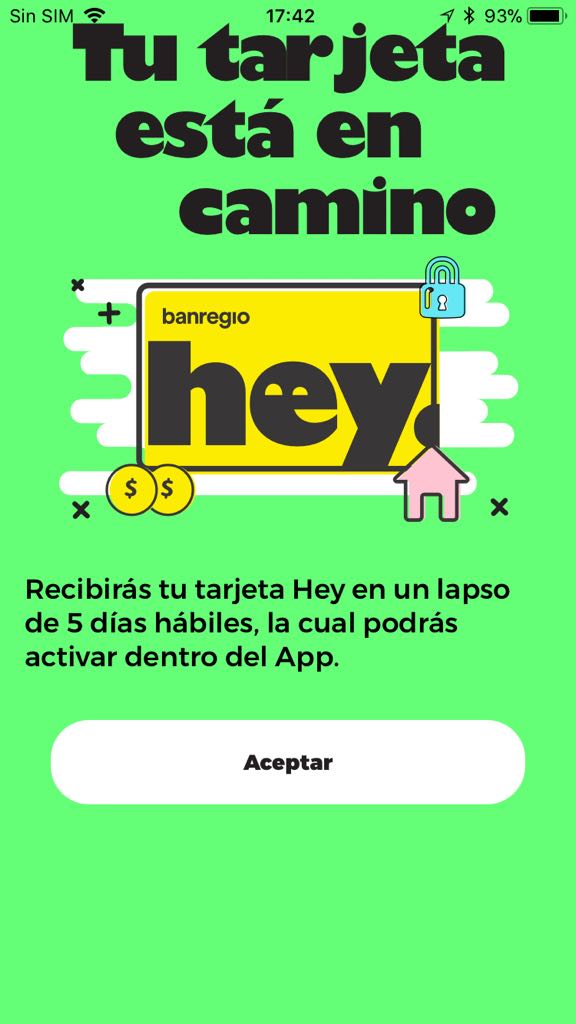 Sin SIM 17:42 93%
Tu tarjeta
está en
camino
banregio
hey.
$ $
Recibirás tu tarjeta Hey en un lapso
de 5 días hábiles, la cual podrás
activar dentro del App.
Aceptar